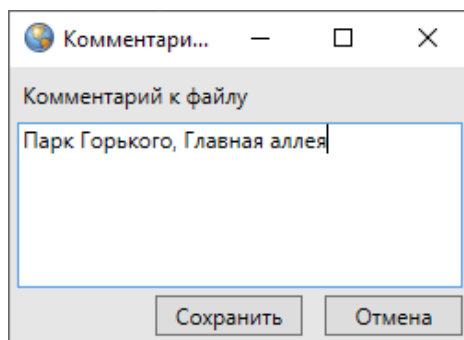 Комментари...
Комментарий к файлу
Парк Горького, Главная аллея
Сохранить Отмена